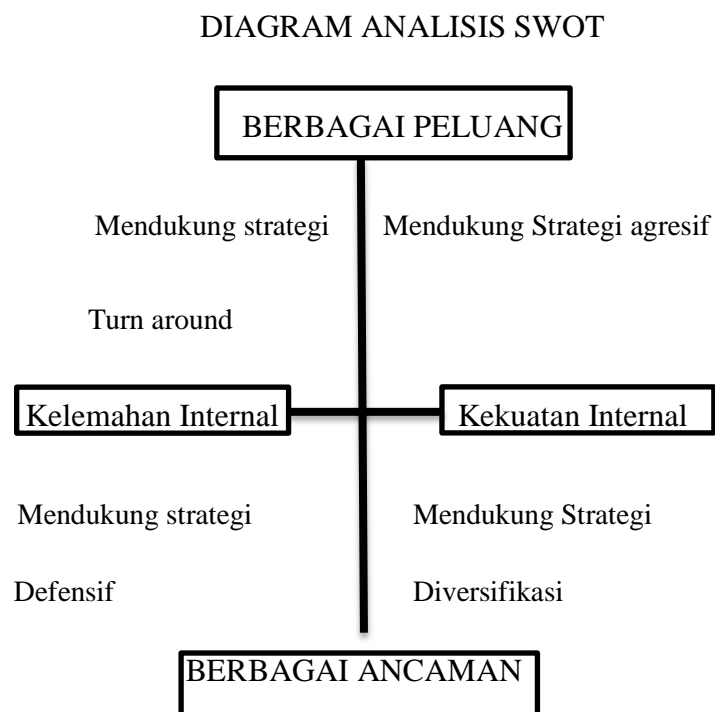 DIAGRAM ANALISIS SWOT
BERBAGAI PELUANG
Mendukung strategi
Mendukung Strategi agresif
Turn around
Kelemahan Internal
Kekuatan Internal
Mendukung strategi
Mendukung Strategi
Defensif
Diversifikasi
BERBAGAI ANCAMAN